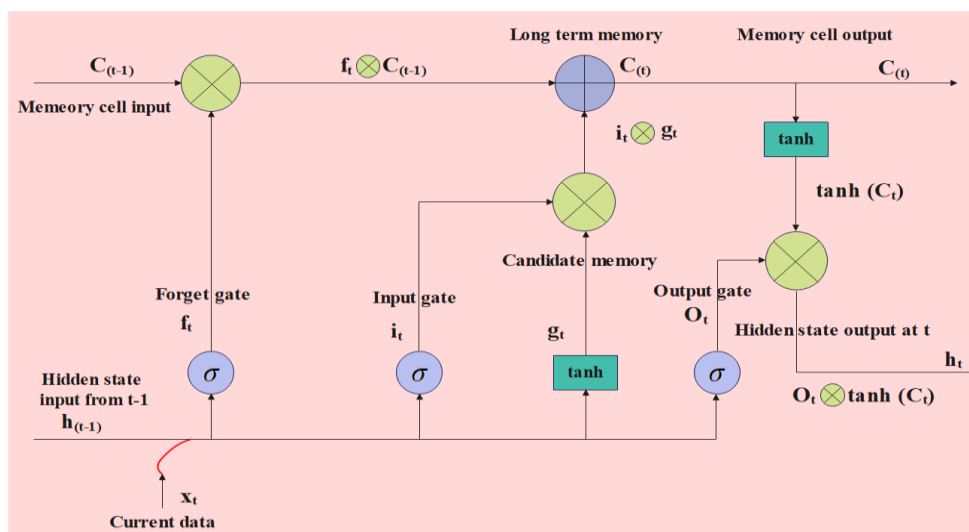 Long term memory
Memory cell output
C(t-1)
fₜ ⊗ C(t-1)
C(t)
C(t)
Memeory cell input
iₜ ⊗ gₜ
tanh
tanh (Cₜ)
Candidate memory
Forget gate
fₜ
Input gate
iₜ
gₜ
Output gate
Oₜ
Hidden state output at t
hₜ
σ
σ
tanh
σ
Oₜ ⊗ tanh (Cₜ)
Hidden state
input from t-1
h(t-1)
xₜ
Current data